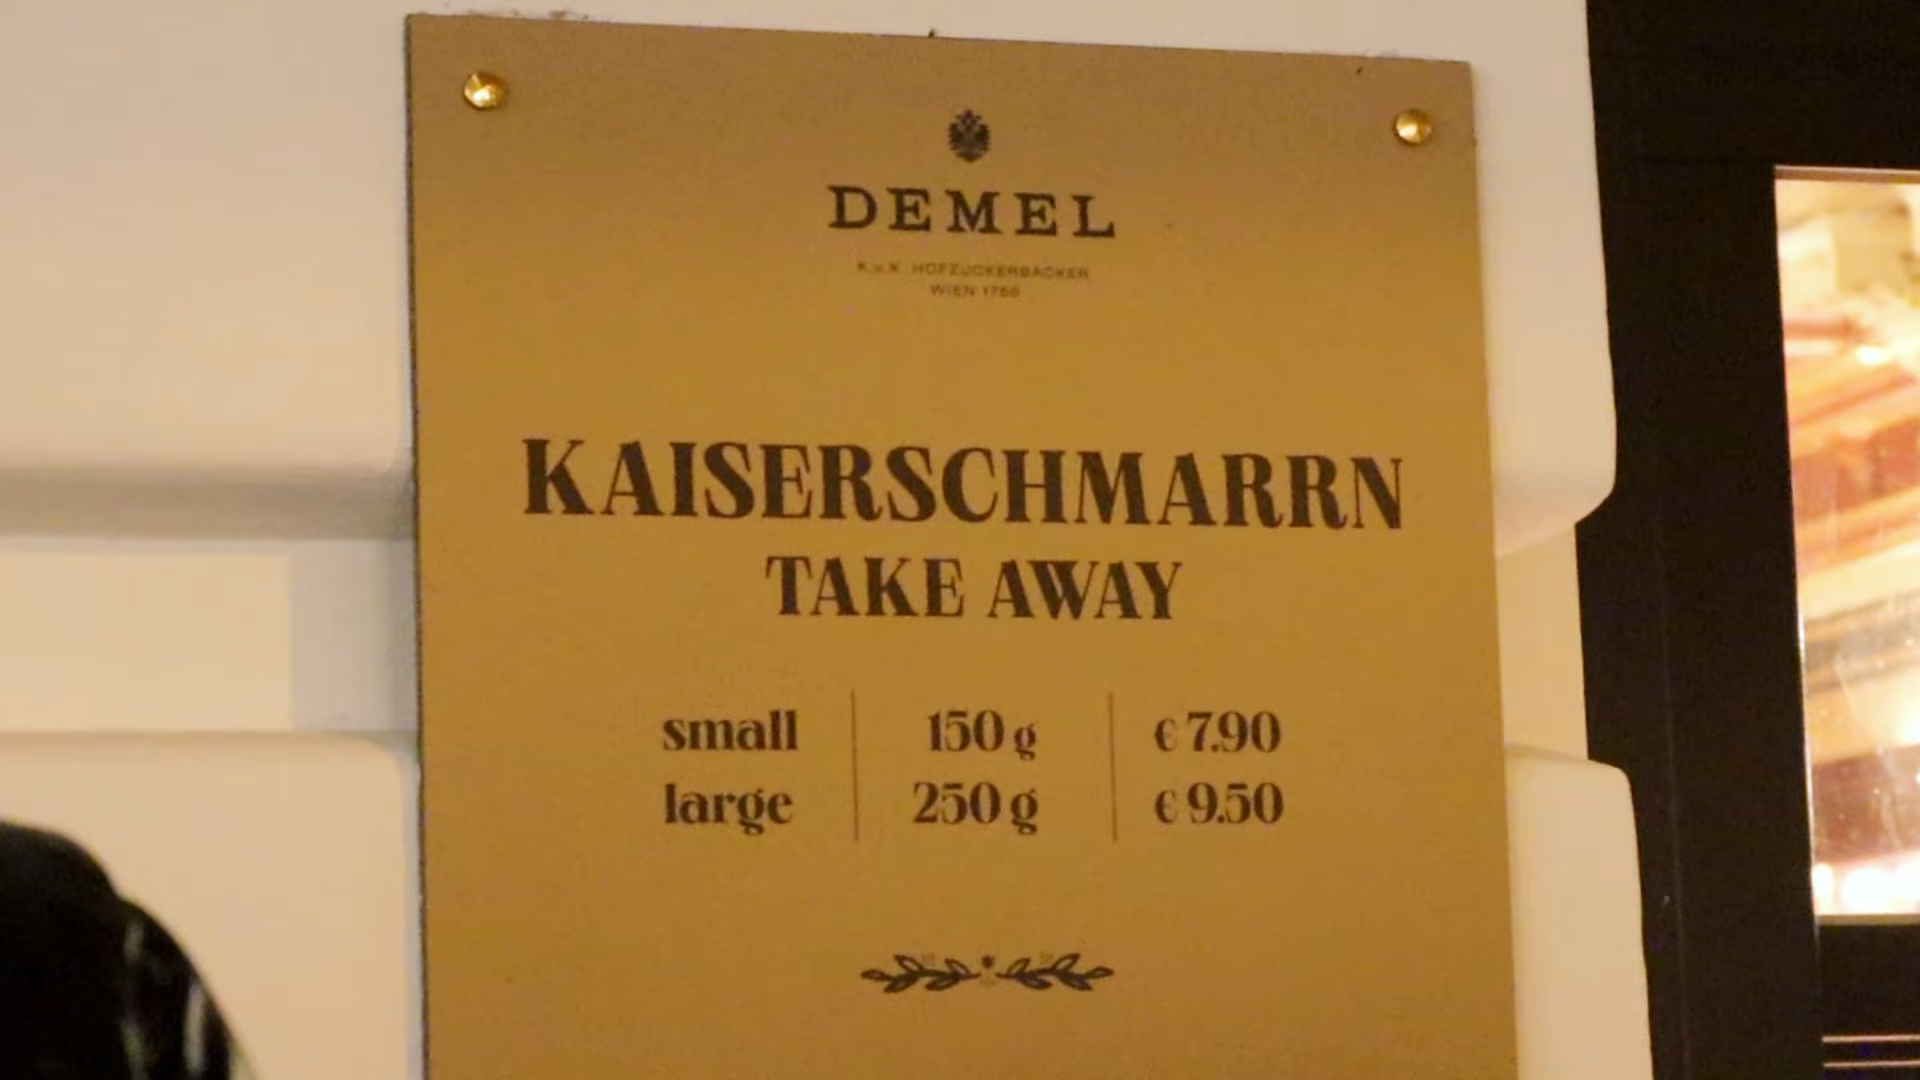 DEMEL
K.u.K. HOFZUCKERBÄCKER
WIEN 1786
KAISERSCHMARRN
TAKE AWAY
small 150 g € 7.90
large 250 g € 9.50